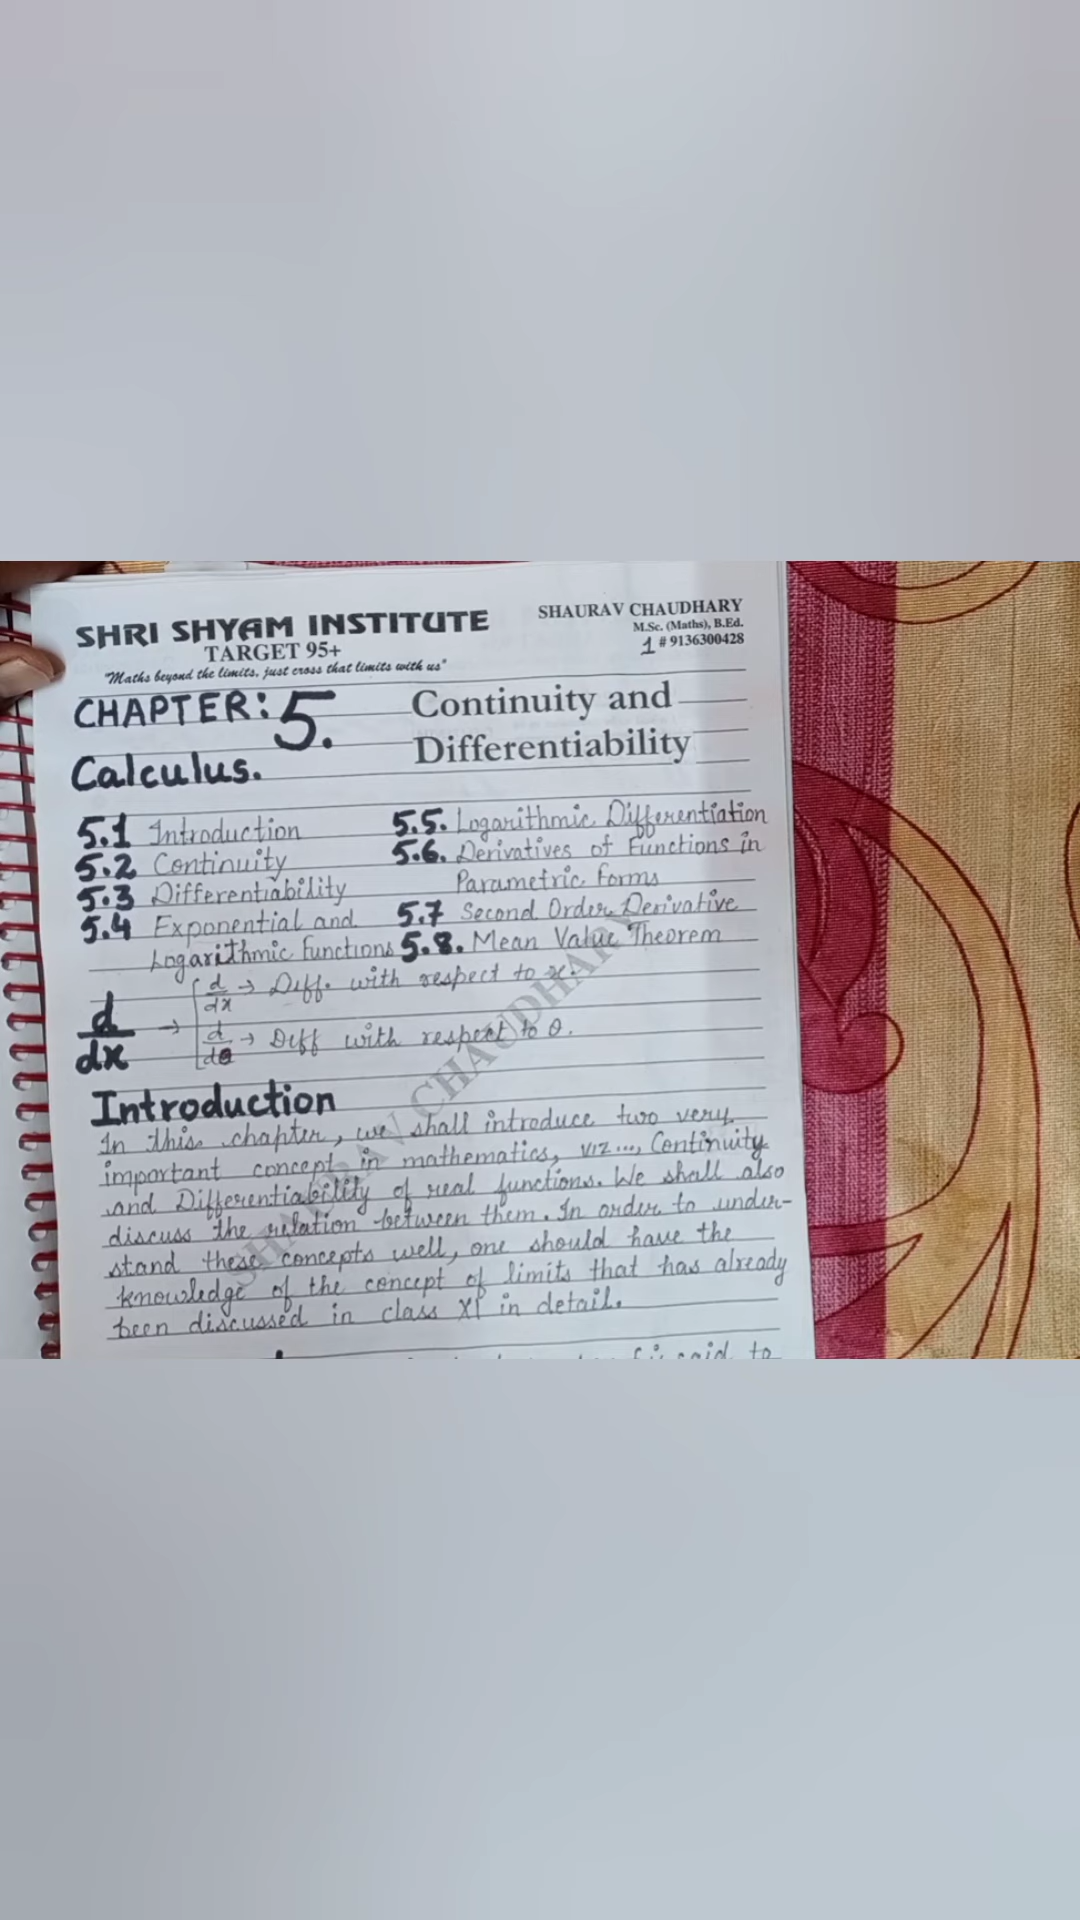 SHRI SHYAM INSTITUTE
TARGET 95+
"Maths beyond the limits, just cross that limits with us"
SHAURAV CHAUDHARY
M.Sc. (Maths), B.Ed.
1 # 9136300428
CHAPTER: 5.
Calculus.
Continuity and
Differentiability
5.1 Introduction
5.2 Continuity
5.3 Differentiability
5.4 Exponential and
Logarithmic functions
5.5. Logarithmic Differentiation
5.6. Derivatives of Functions in
Parametric forms
5.7 Second Order Derivative
5.8. Mean Value Theorem
d/dx → d/dx → Diff. with respect to x.
d/dθ → Diff with respect to θ.
Introduction
In this chapter, we shall introduce two very
important concept in mathematics, viz..., Continuity
and Differentiability of real functions. We shall also
discuss the relation between them. In order to under-
stand these concepts well, one should have the
knowledge of the concept of limits that has already
been discussed in class XI in detail.
said to
SHAURAV CHAUDHARY